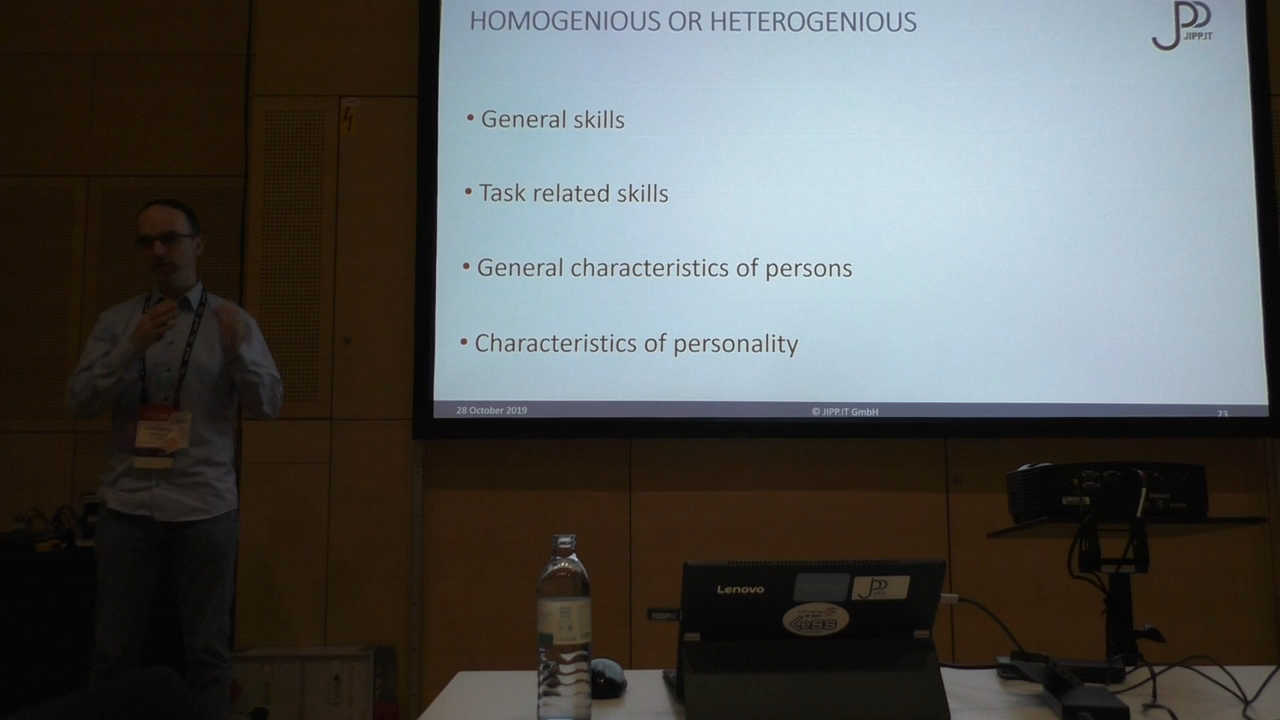 HOMOGENIOUS OR HETEROGENIOUS
JIPP.IT
• General skills
• Task related skills
• General characteristics of persons
• Characteristics of personality
28 October 2019
© JIPP.IT GmbH
23
Lenovo